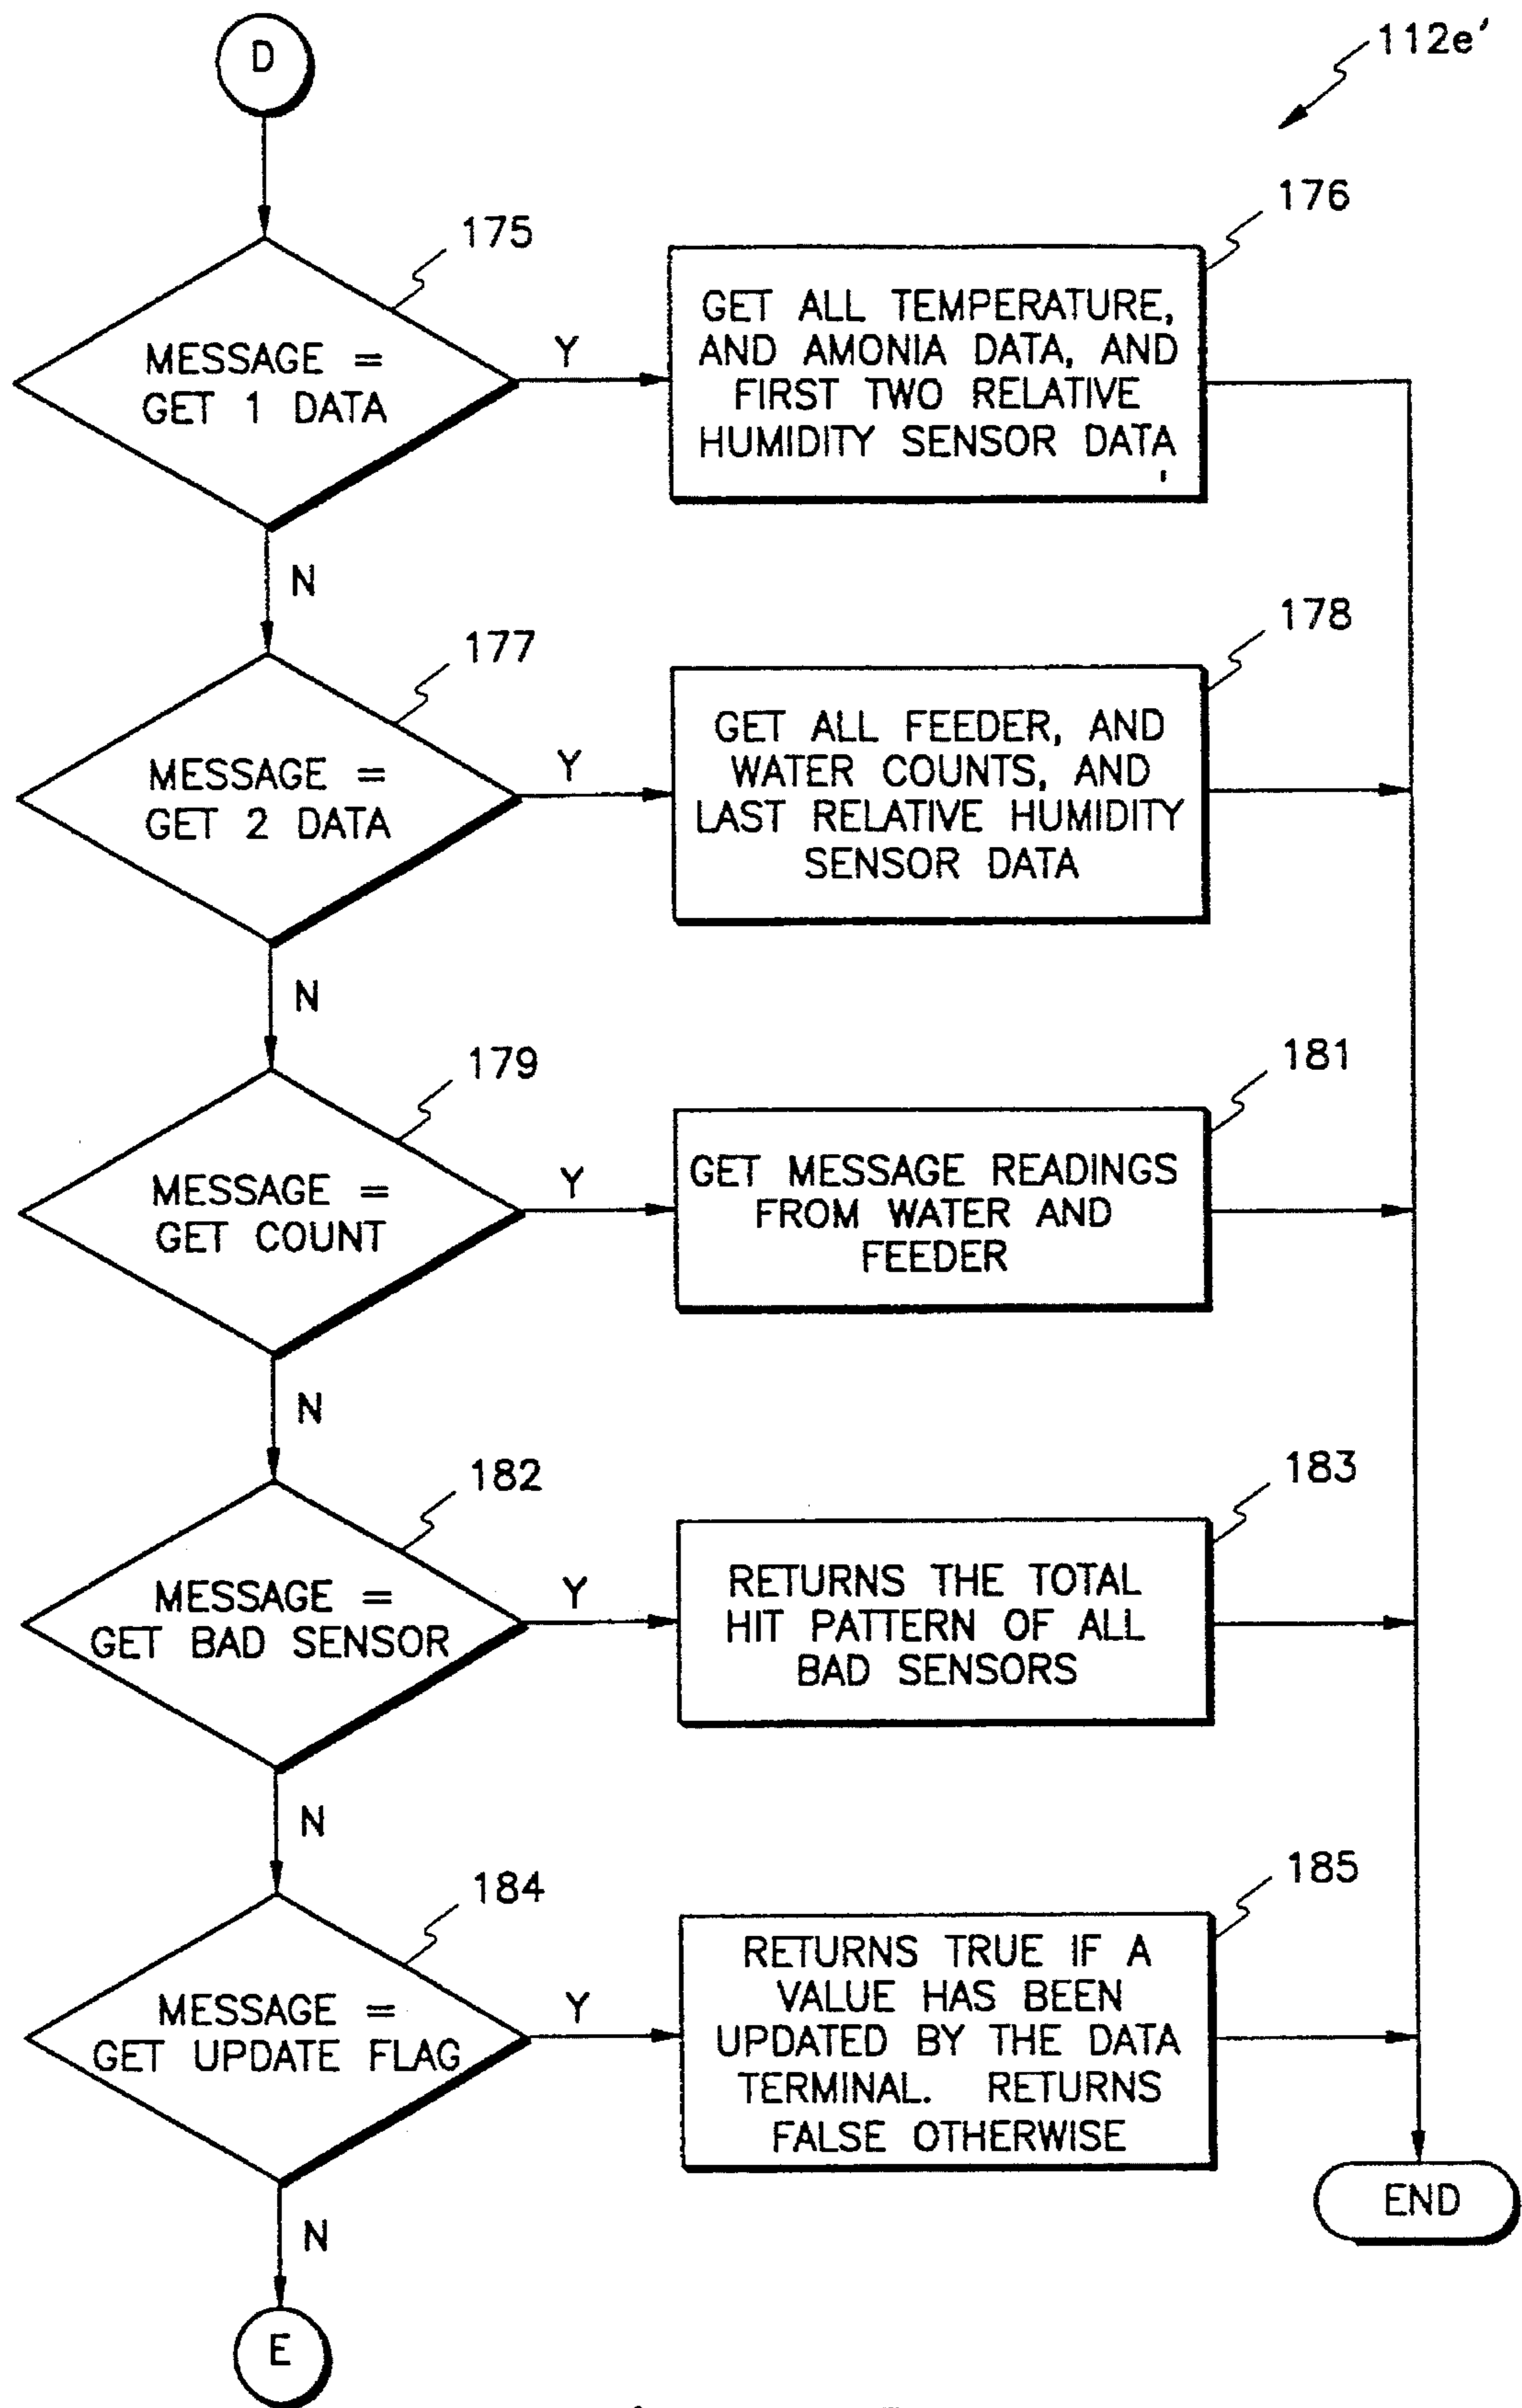 D
112e'
175
176
MESSAGE =
GET 1 DATA
Y
GET ALL TEMPERATURE,
AND AMONIA DATA, AND
FIRST TWO RELATIVE
HUMIDITY SENSOR DATA
N
177
178
MESSAGE =
GET 2 DATA
Y
GET ALL FEEDER, AND
WATER COUNTS, AND
LAST RELATIVE HUMIDITY
SENSOR DATA
N
179
181
MESSAGE =
GET COUNT
Y
GET MESSAGE READINGS
FROM WATER AND
FEEDER
N
182
183
MESSAGE =
GET BAD SENSOR
Y
RETURNS THE TOTAL
HIT PATTERN OF ALL
BAD SENSORS
N
184
185
MESSAGE =
GET UPDATE FLAG
Y
RETURNS TRUE IF A
VALUE HAS BEEN
UPDATED BY THE DATA
TERMINAL. RETURNS
FALSE OTHERWISE
END
N
E